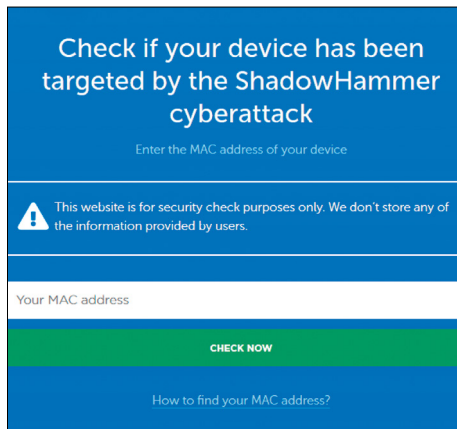 Check if your device has been
targeted by the ShadowHammer
cyberattack
Enter the MAC address of your device
This website is for security check purposes only. We don't store any of
the information provided by users.
Your MAC address
CHECK NOW
How to find your MAC address?